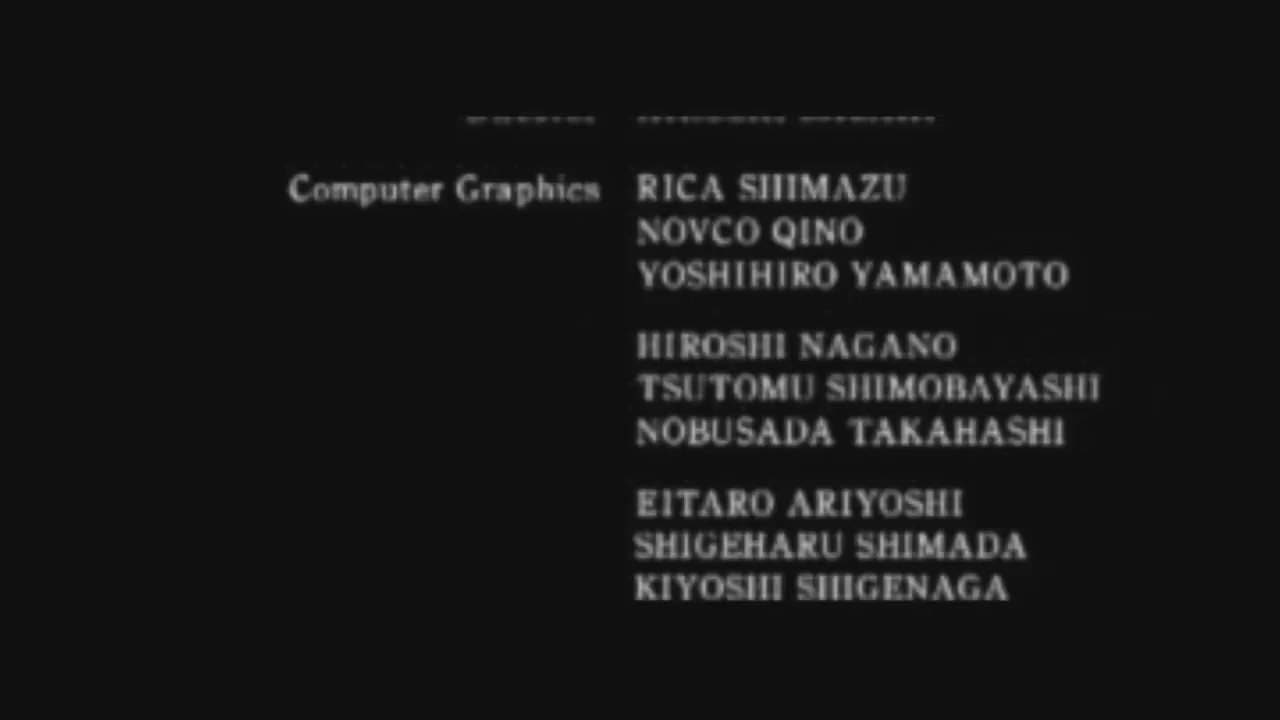 Computer Graphics RICA SHIMAZU
NOVCO QINO
YOSHIHIRO YAMAMOTO
HIROSHI NAGANO
TSUTOMU SHIMOBAYASHI
NOBUSADA TAKAHASHI
EITARO ARIYOSHI
SHIGEHARU SHIMADA
KIYOSHI SHIGENAGA